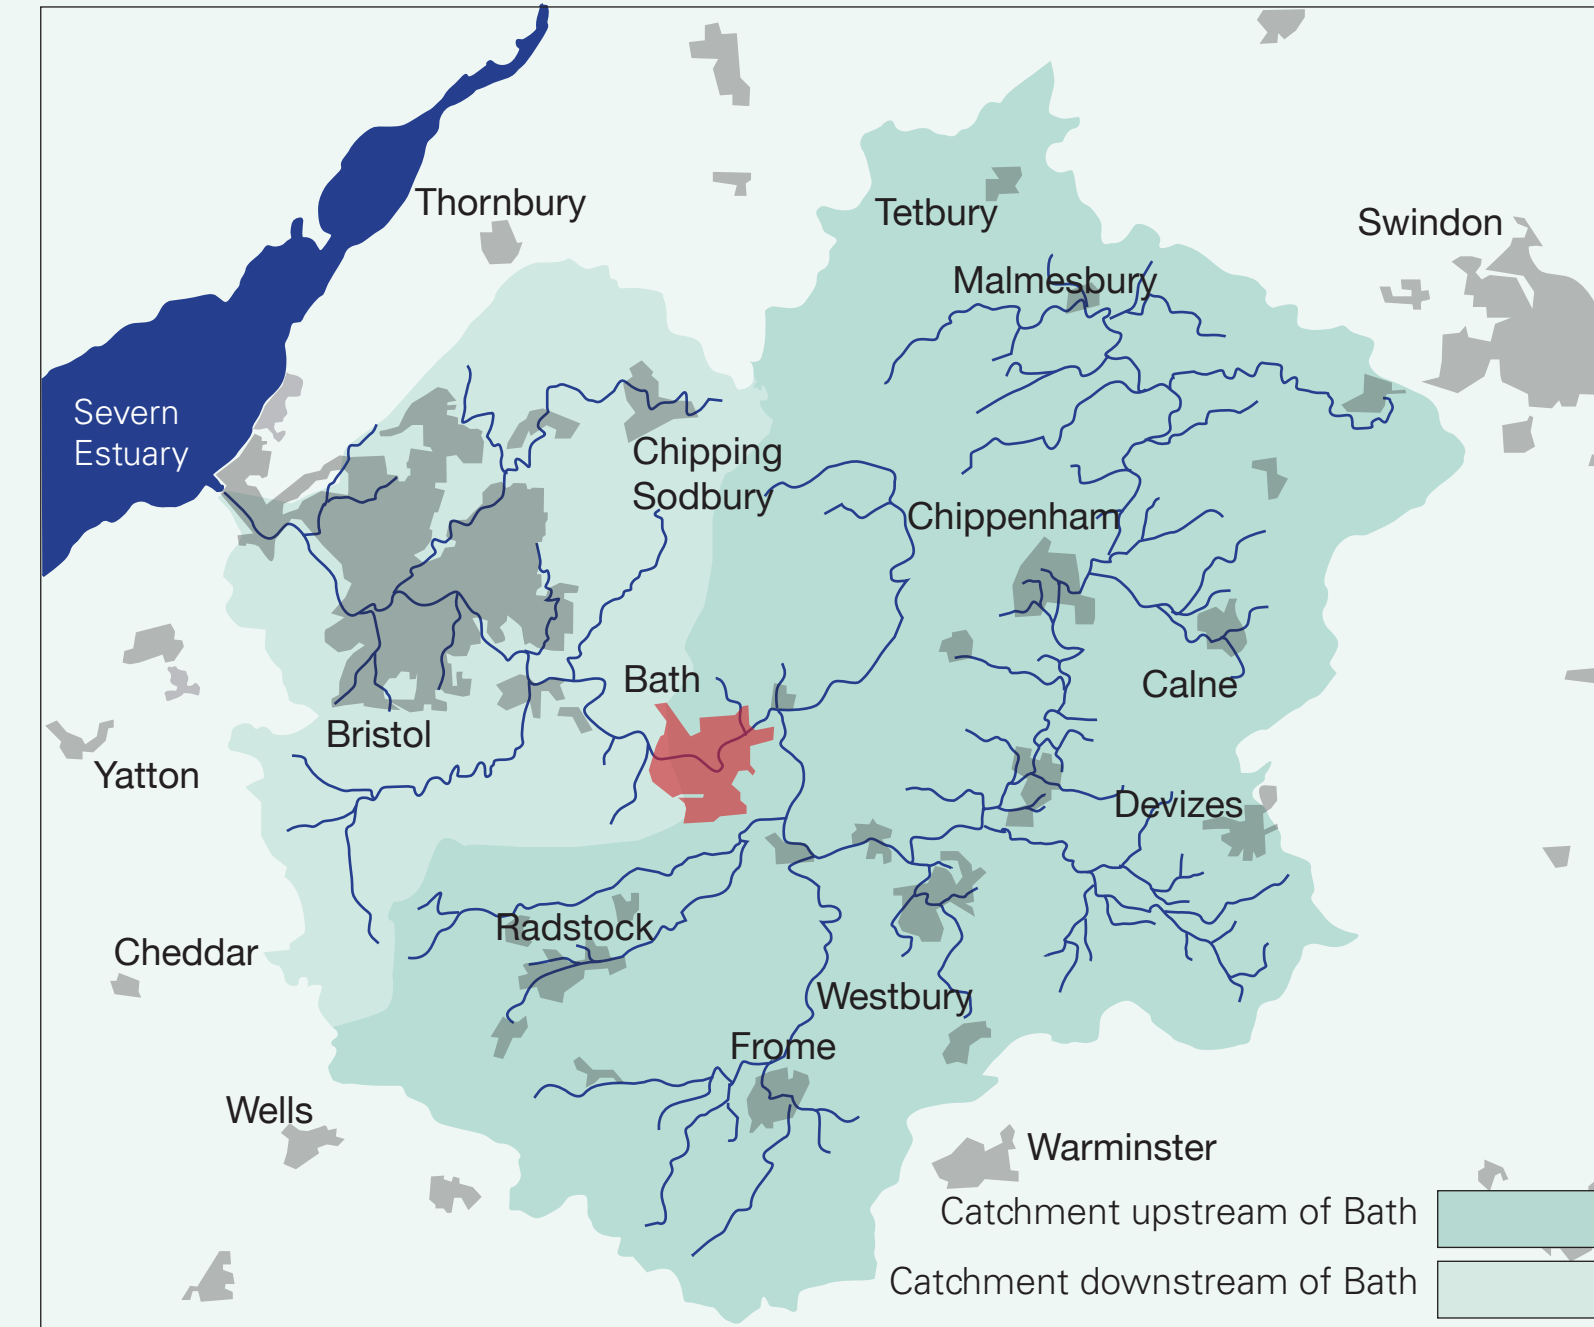 Thornbury
Tetbury
Swindon
Malmesbury
Severn
Estuary
Chipping
Sodbury
Chippenham
Bath
Calne
Bristol
Yatton
Devizes
Radstock
Cheddar
Westbury
Frome
Wells
Warminster
Catchment upstream of Bath
Catchment downstream of Bath